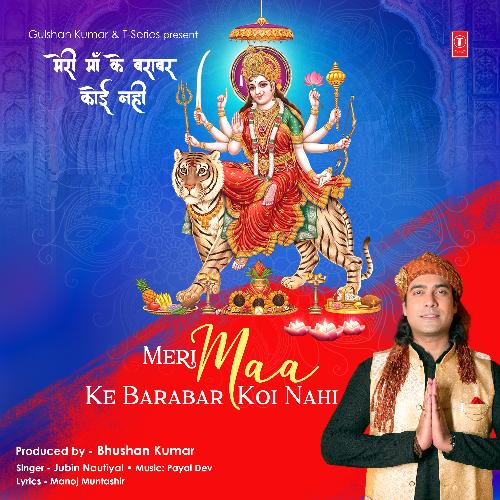 Gulshan Kumar & T-Series present
मेरी माँ के बराबर
कोई नही
T
MERI Maa
KE BARABAR KOI NAHI
Produced by - Bhushan Kumar
Singer - Jubin Nautiyal • Music: Payal Dev
Lyrics - Manoj Muntashir